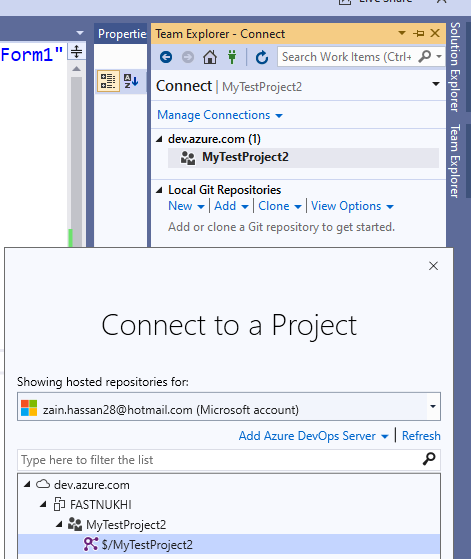 Live Share
Form1"
Propertie
Team Explorer - Connect
Search Work Items (Ctrl+
Connect | MyTestProject2
Manage Connections
dev.azure.com (1)
MyTestProject2
Local Git Repositories
New | Add | Clone | View Options
Add or clone a Git repository to get started.
Solution Explorer
Team Explorer
Connect to a Project
Showing hosted repositories for:
zain.hassan28@hotmail.com (Microsoft account)
Add Azure DevOps Server | Refresh
Type here to filter the list
dev.azure.com
FASTNUKHI
MyTestProject2
$/MyTestProject2